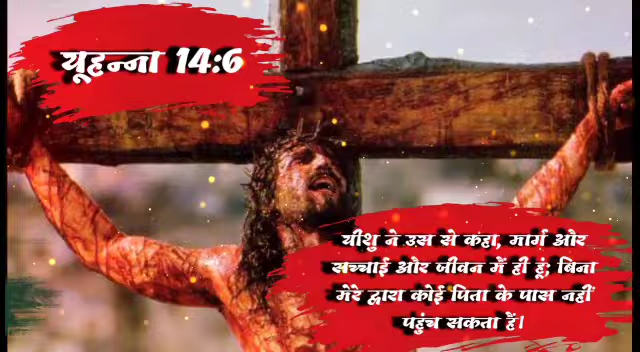 यूहन्ना 14:6
यीशु ने उस से कहा, मार्ग और
सच्चाई और जीवन मैं ही हूं; बिना
मेरे द्वारा कोई पिता के पास नहीं
पहुंच सकता हैं।